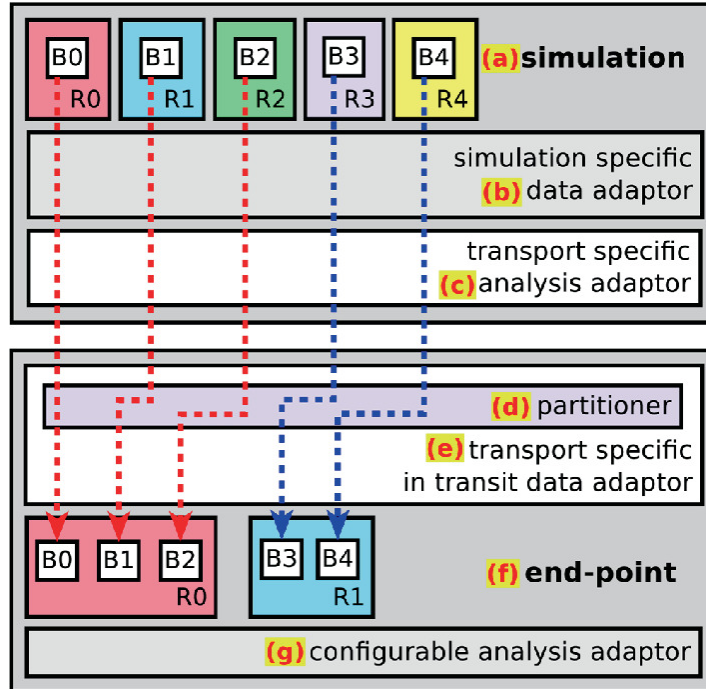 B0 B1 B2 B3 B4 (a) simulation
R0 R1 R2 R3 R4
simulation specific
(b) data adaptor
transport specific
(c) analysis adaptor
(d) partitioner
(e) transport specific
in transit data adaptor
B0 B1 B2 B3 B4
R0 R1
(f) end-point
(g) configurable analysis adaptor